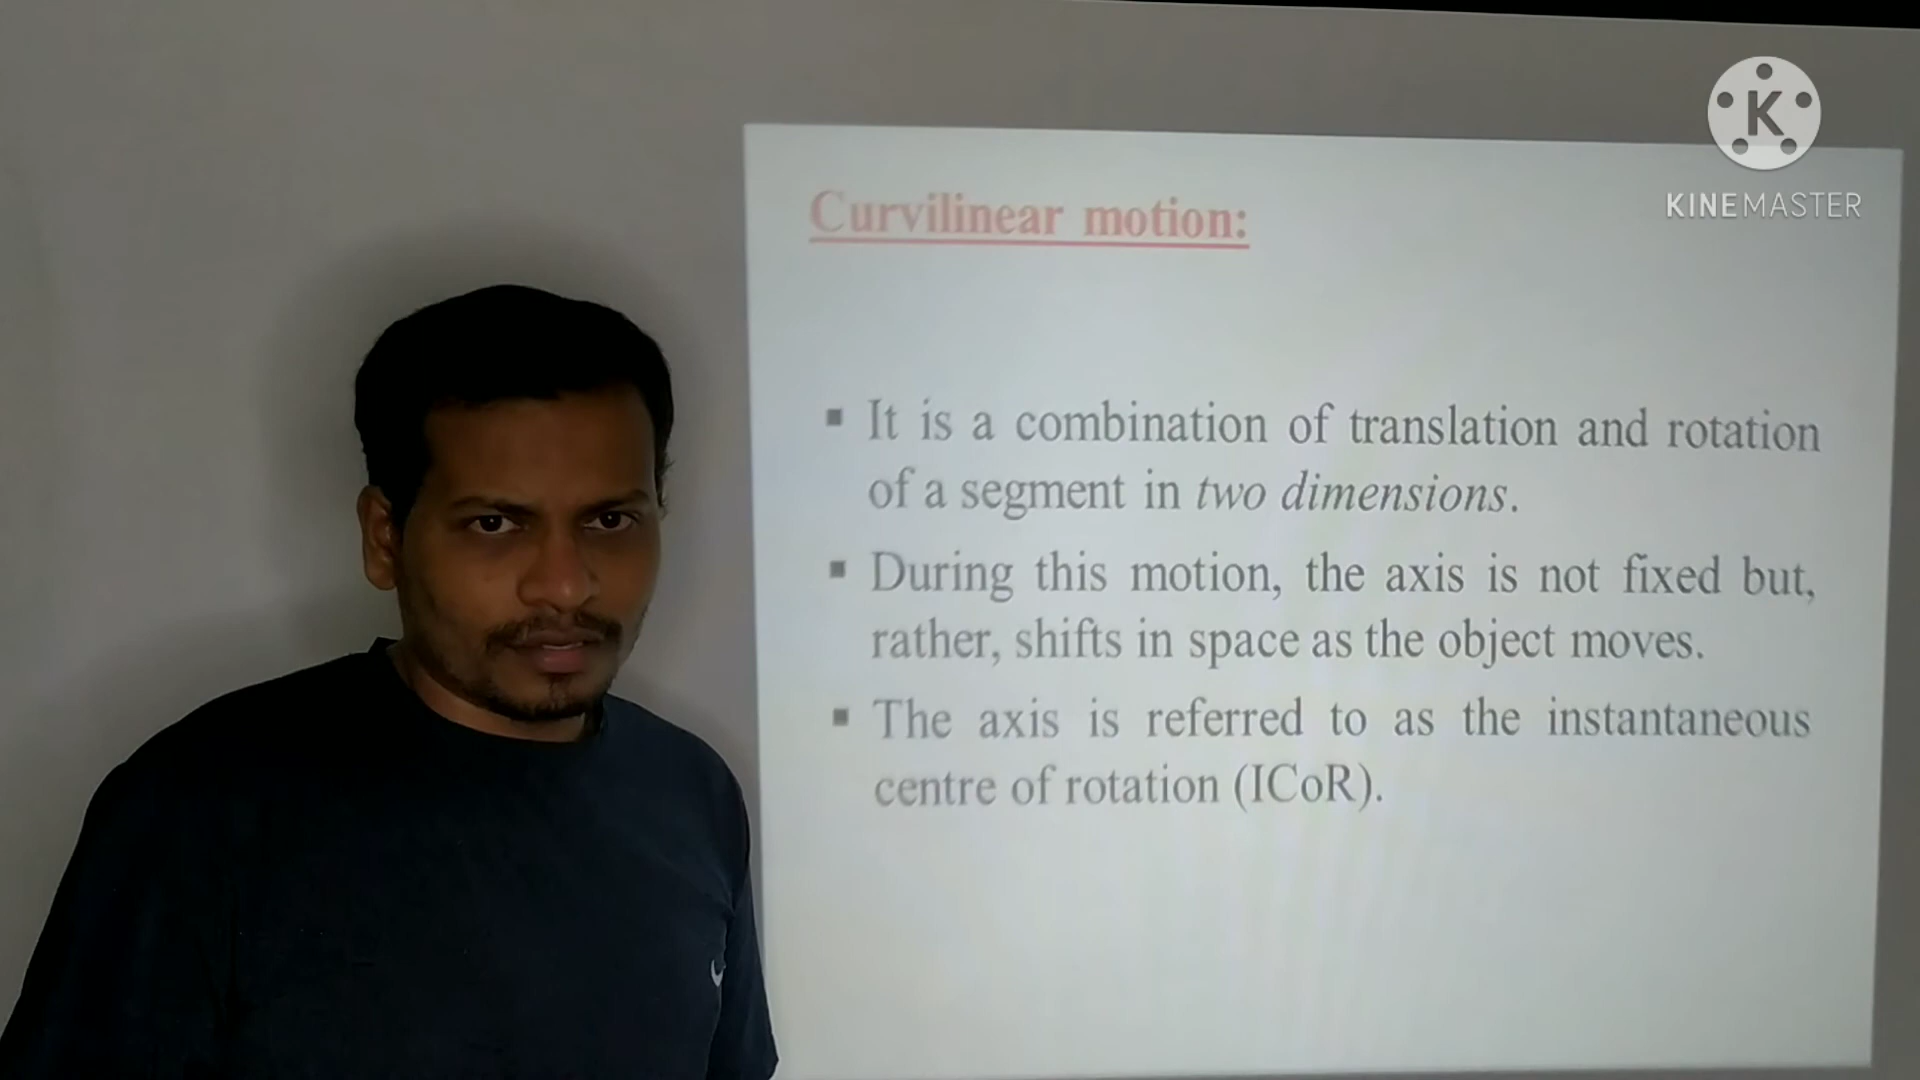 K
KINEMASTER
Curvilinear motion:
▪ It is a combination of translation and rotation
of a segment in two dimensions.
▪ During this motion, the axis is not fixed but,
rather, shifts in space as the object moves.
▪ The axis is referred to as the instantaneous
centre of rotation (ICoR).